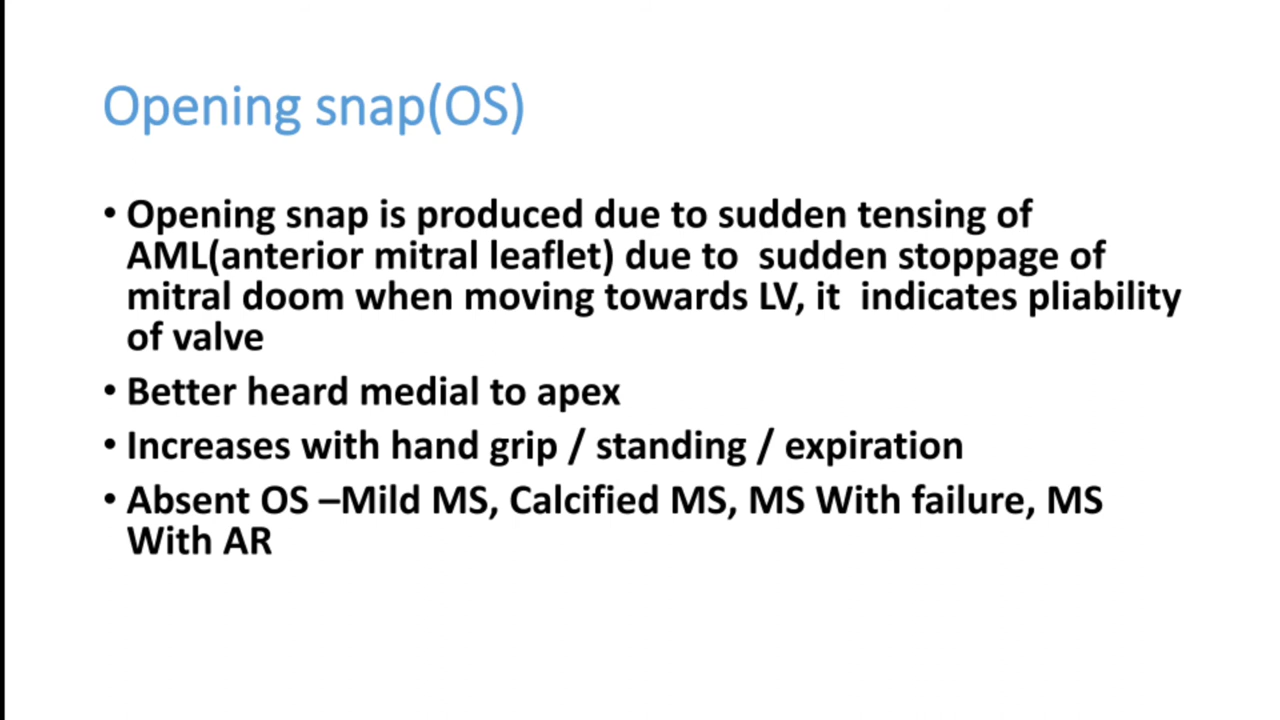 Opening snap(OS)
• Opening snap is produced due to sudden tensing of
AML(anterior mitral leaflet) due to  sudden stoppage of
mitral doom when moving towards LV, it  indicates pliability
of valve
• Better heard medial to apex
• Increases with hand grip / standing / expiration
• Absent OS –Mild MS, Calcified MS, MS With failure, MS
With AR